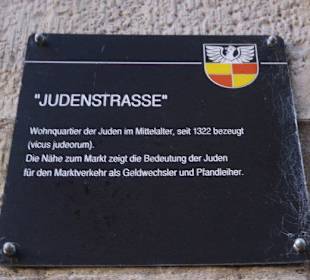 "JUDENSTRASSE"
Wohnquartier der Juden im Mittelalter, seit 1322 bezeugt
(vicus judeorum).
Die Nähe zum Markt zeigt die Bedeutung der Juden
für den Marktverkehr als Geldwechsler und Pfandleiher.